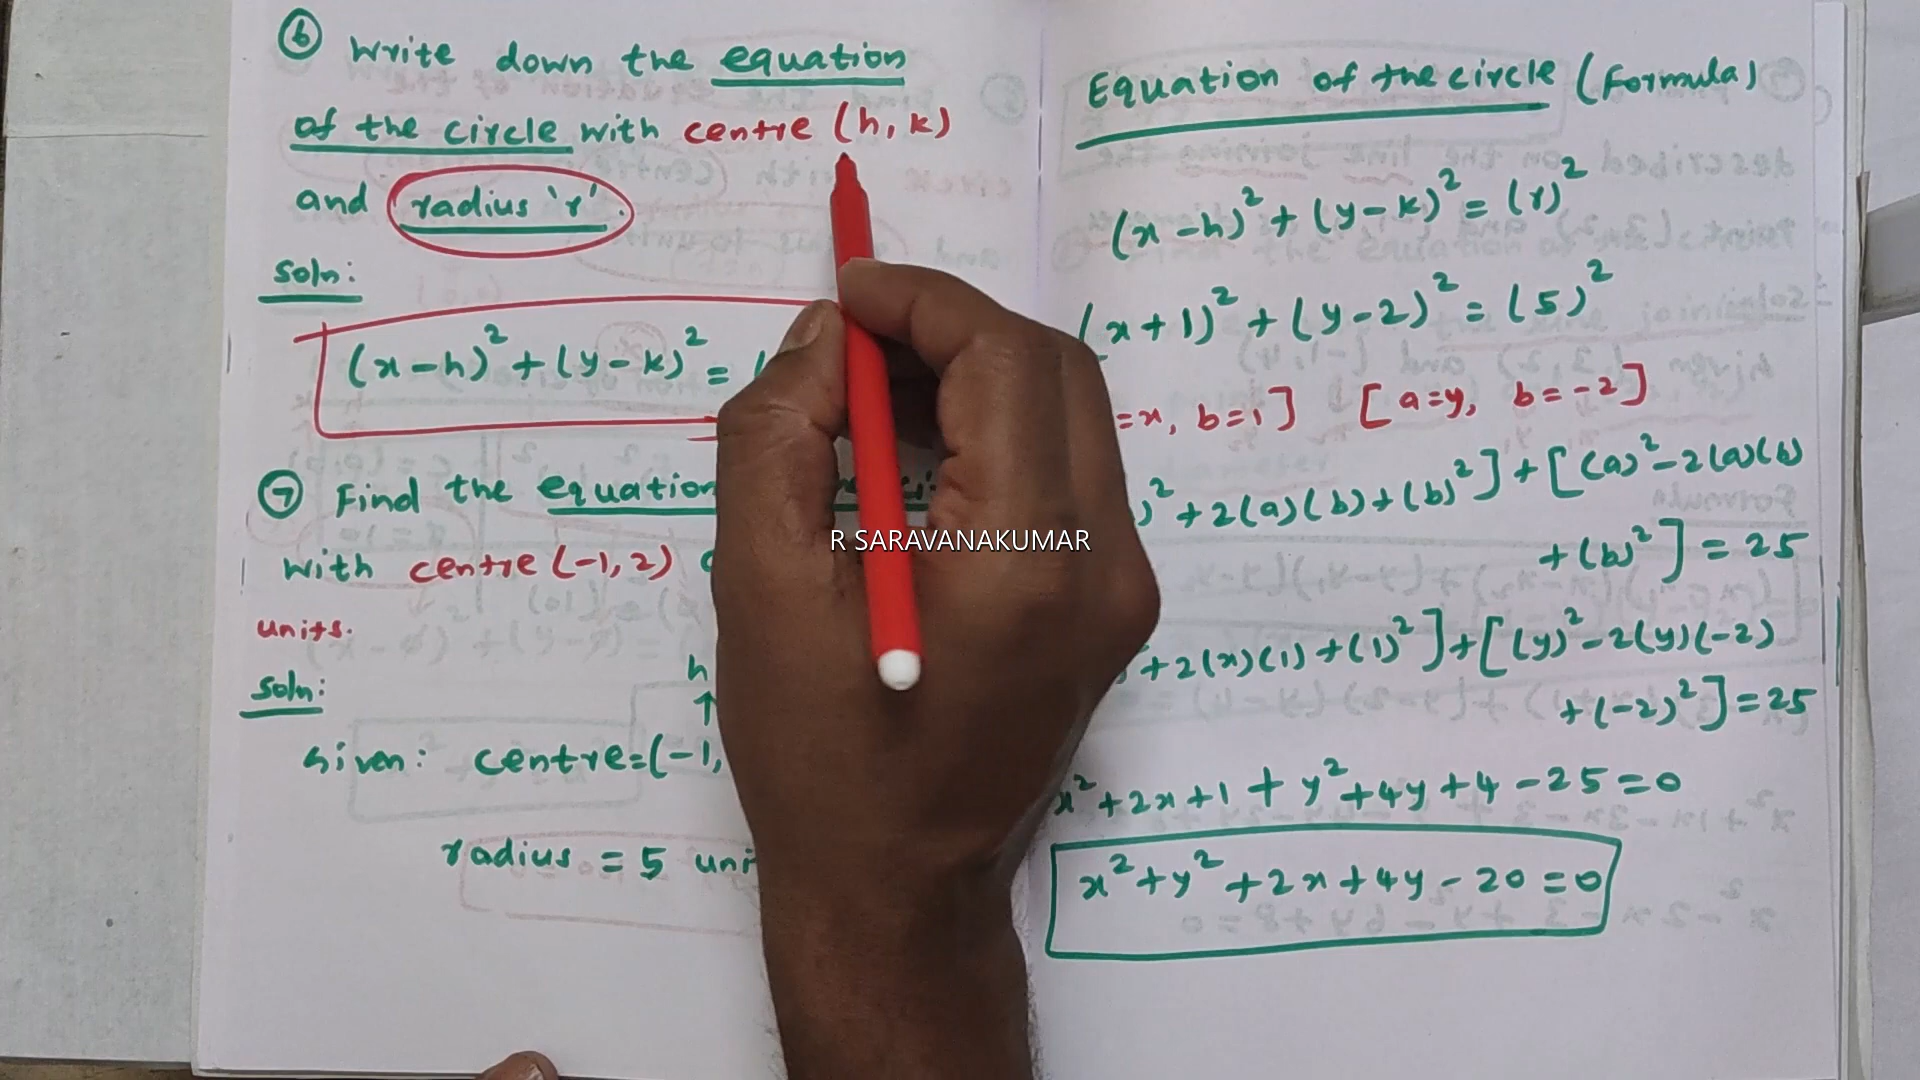 6 Write down the equation
of the circle with centre (h, k)
and radius 'r'.
Soln:
(x-h)² + (y-k)² =
7 Find the equation
with centre (-1, 2)
units.
Soln:
h
↑
Given: centre=(-1,
radius = 5 uni
Equation of the circle (Formula)
(x-h)² + (y-k)² = (r)²
(x+1)² + (y-2)² = (5)²
=x, b=1] [a=y, b=-2]
)² + 2(a)(b) + (b)²] + [(a)² - 2(a)(b)
+ (b)²] = 25
+2(x)(1) + (1)²] + [(y)² - 2(y)(-2)
+ (-2)²] = 25
x² + 2x + 1 + y² + 4y + 4 - 25 = 0
x² + y² + 2x + 4y - 20 = 0
R SARAVANAKUMAR